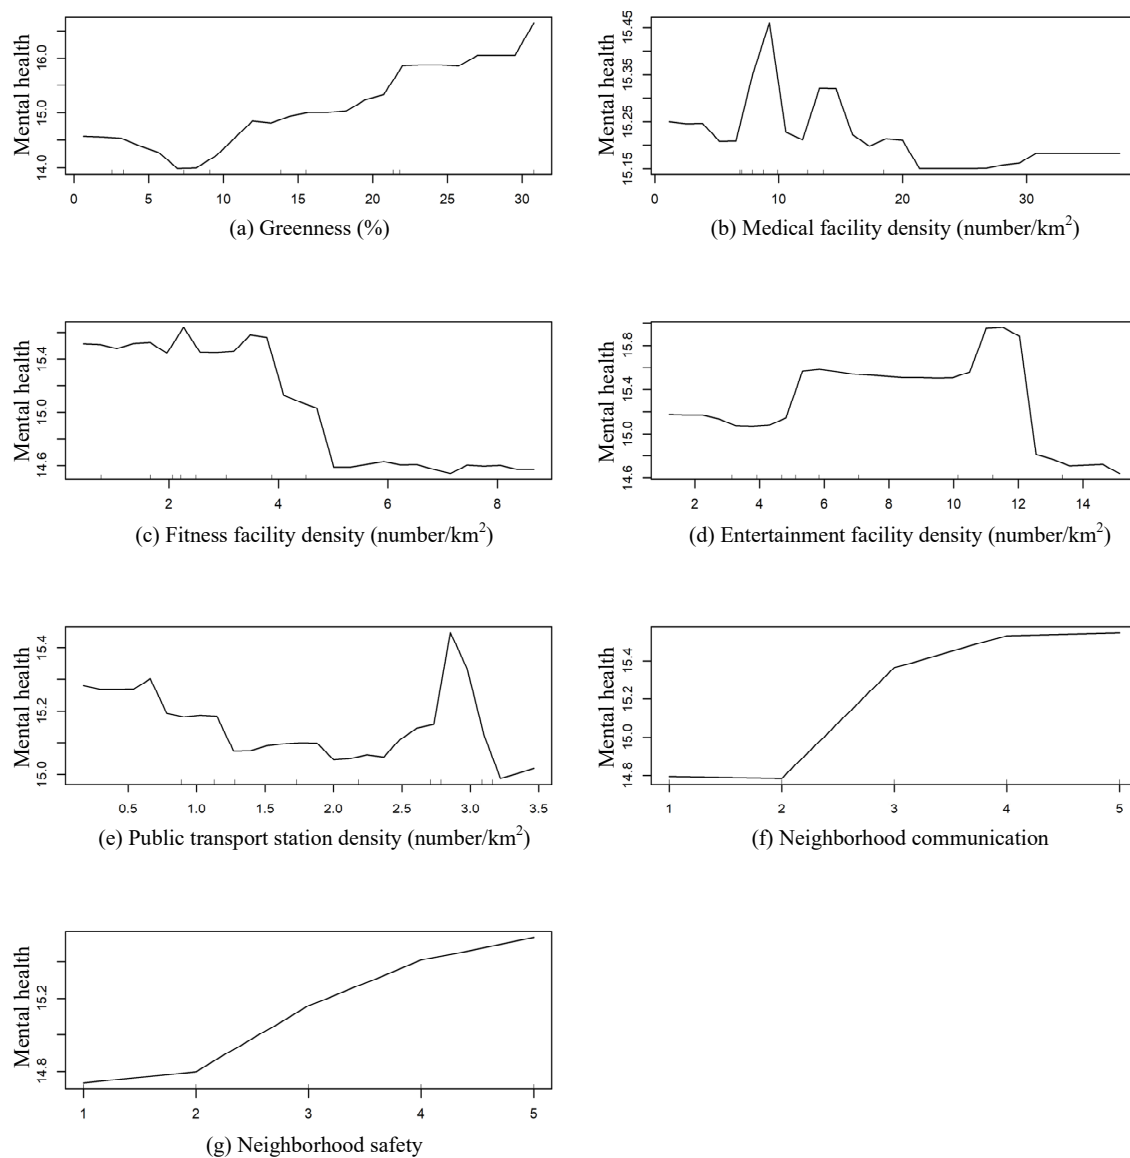 Mental health
14.0 15.0 16.0
0 5 10 15 20 25 30
(a) Greenness (%)
Mental health
15.15 15.25 15.35 15.45
0 10 20 30
(b) Medical facility density (number/km²)
Mental health
14.6 15.0 15.4
2 4 6 8
(c) Fitness facility density (number/km²)
Mental health
14.6 15.0 15.4 15.8
2 4 6 8 10 12 14
(d) Entertainment facility density (number/km²)
Mental health
15.0 15.2 15.4
0.5 1.0 1.5 2.0 2.5 3.0 3.5
(e) Public transport station density (number/km²)
Mental health
14.8 15.0 15.2 15.4
1 2 3 4 5
(f) Neighborhood communication
Mental health
14.8 15.2
1 2 3 4 5
(g) Neighborhood safety